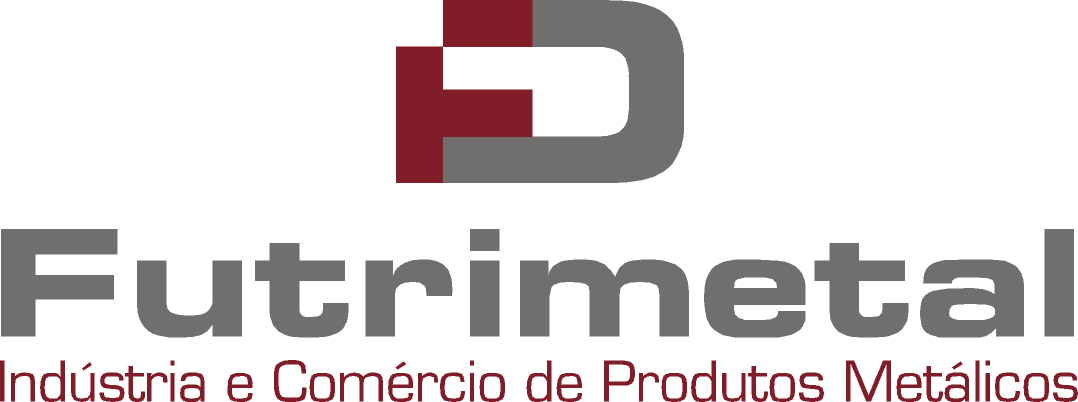 Futrimetal
Indústria e Comércio de Produtos Metálicos